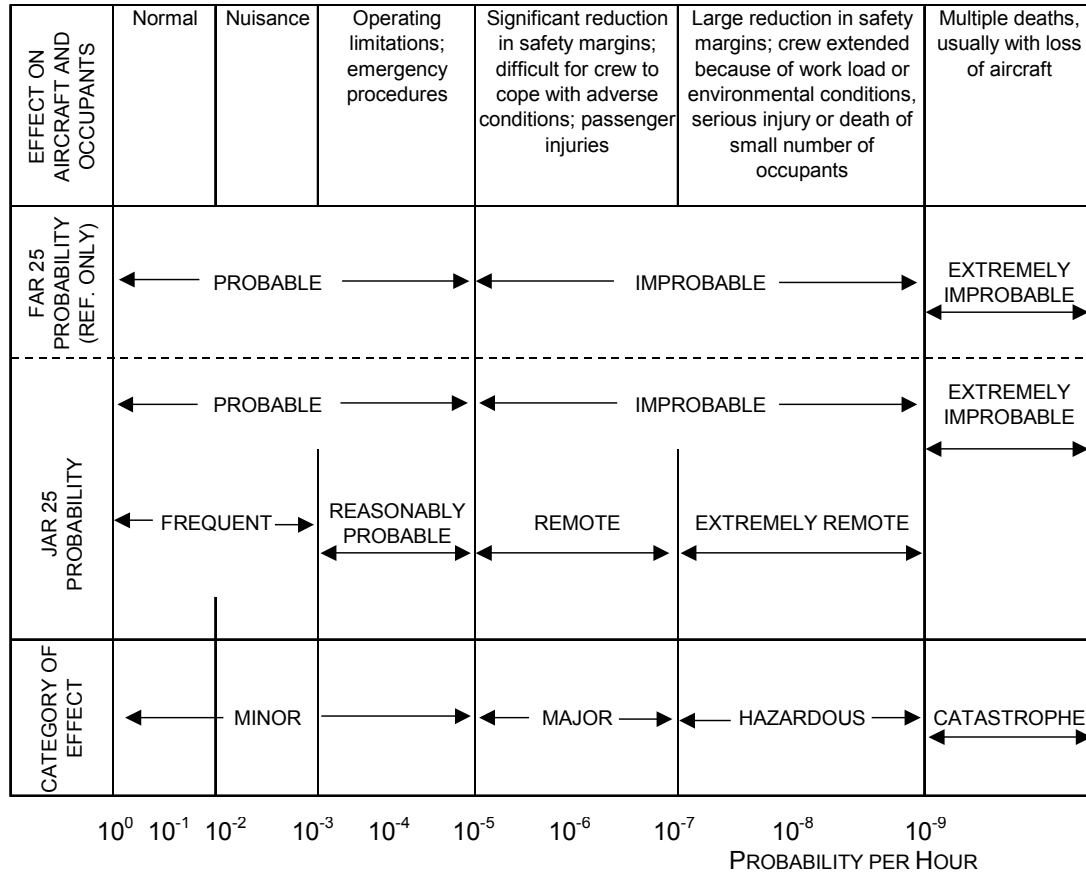 EFFECT ON
AIRCRAFT AND
OCCUPANTS
Normal
Nuisance
Operating
limitations;
emergency
procedures
Significant reduction
in safety margins;
difficult for crew to
cope with adverse
conditions; passenger
injuries
Large reduction in safety
margins; crew extended
because of work load or
environmental conditions,
serious injury or death of
small number of
occupants
Multiple deaths,
usually with loss
of aircraft
FAR 25
PROBABILITY
(REF. ONLY)
PROBABLE
IMPROBABLE
EXTREMELY
IMPROBABLE
JAR 25
PROBABILITY
PROBABLE
IMPROBABLE
EXTREMELY
IMPROBABLE
FREQUENT
REASONABLY
PROBABLE
REMOTE
EXTREMELY REMOTE
CATEGORY OF
EFFECT
MINOR
MAJOR
HAZARDOUS
CATASTROPHE
10⁰ 10⁻¹ 10⁻² 10⁻³ 10⁻⁴ 10⁻⁵ 10⁻⁶ 10⁻⁷ 10⁻⁸ 10⁻⁹
PROBABILITY PER HOUR